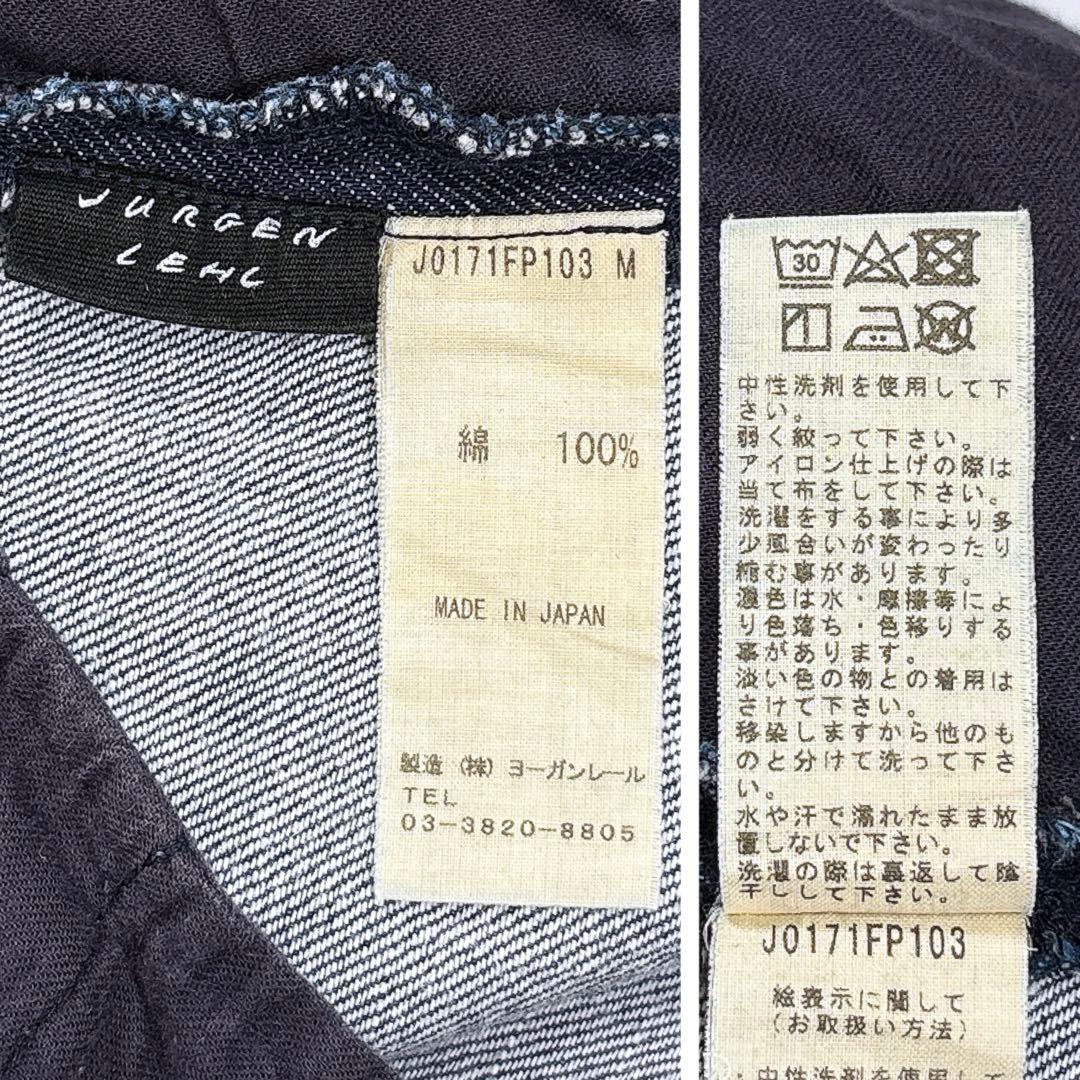 JURGEN
LEHL
J0171FP103 M
綿 100%
MADE IN JAPAN
製造 (株) ヨーガンレール
TEL
03-3820-8805
30
中性洗剤を使用して下
さい。
弱く絞って下さい。
アイロン仕上げの際は
当て布をして下さい。
洗濯をする事により多
少風合いが変わったり
縮む事があります。
濃色は水・摩擦等によ
り色落ち・色移りする
事があります。
淡い色の物との着用は
さけて下さい。
移染しますから他のも
のと分けて洗って下さ
い。
水や汗で濡れたまま放
置しないで下さい。
洗濯の際は裏返して陰
干しして下さい。
J0171FP103
絵表示に関して
(お取扱い方法)
・中性洗剤を使用して